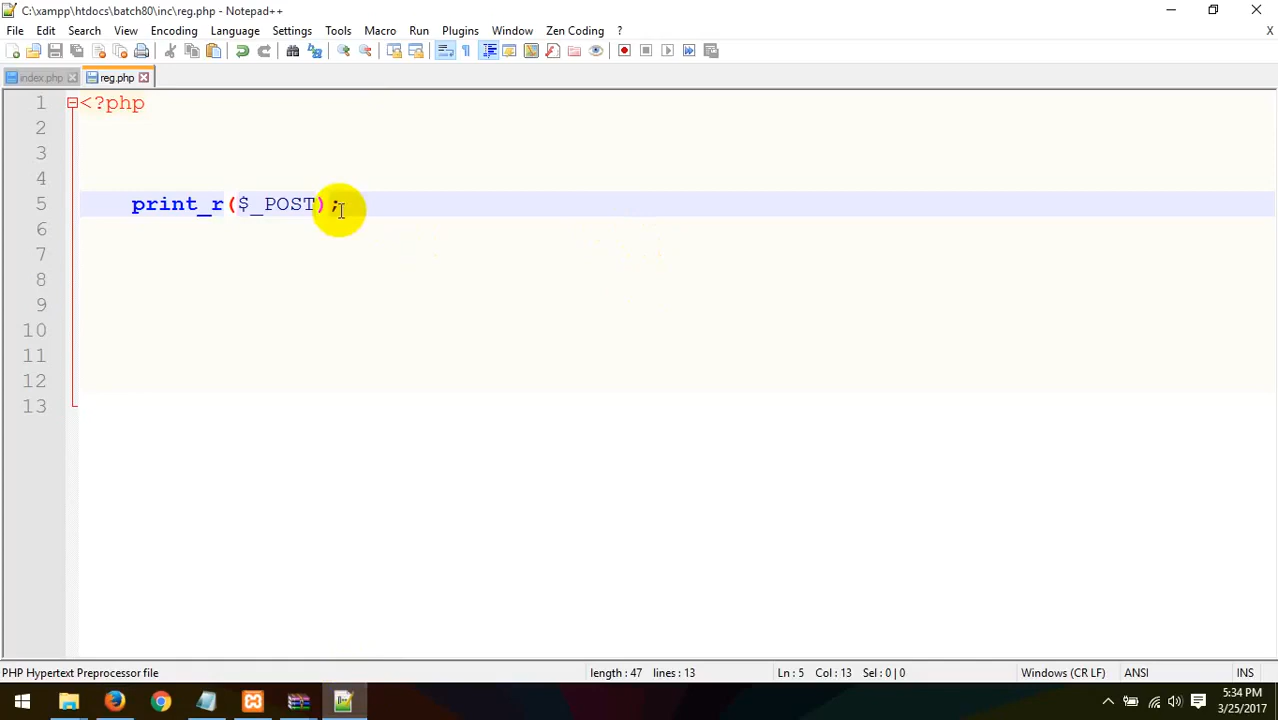 C:\xampp\htdocs\batch80\inc\reg.php - Notepad++
File Edit Search View Encoding Language Settings Tools Macro Run Plugins Window Zen Coding ? X
index.php reg.php
1 <?php
2
3
4
5 print_r($_POST);
6
7
8
9
10
11
12
13
PHP Hypertext Preprocessor file length : 47 lines : 13 Ln : 5 Col : 13 Sel : 0 | 0 Windows (CR LF) ANSI INS
5:34 PM
3/25/2017